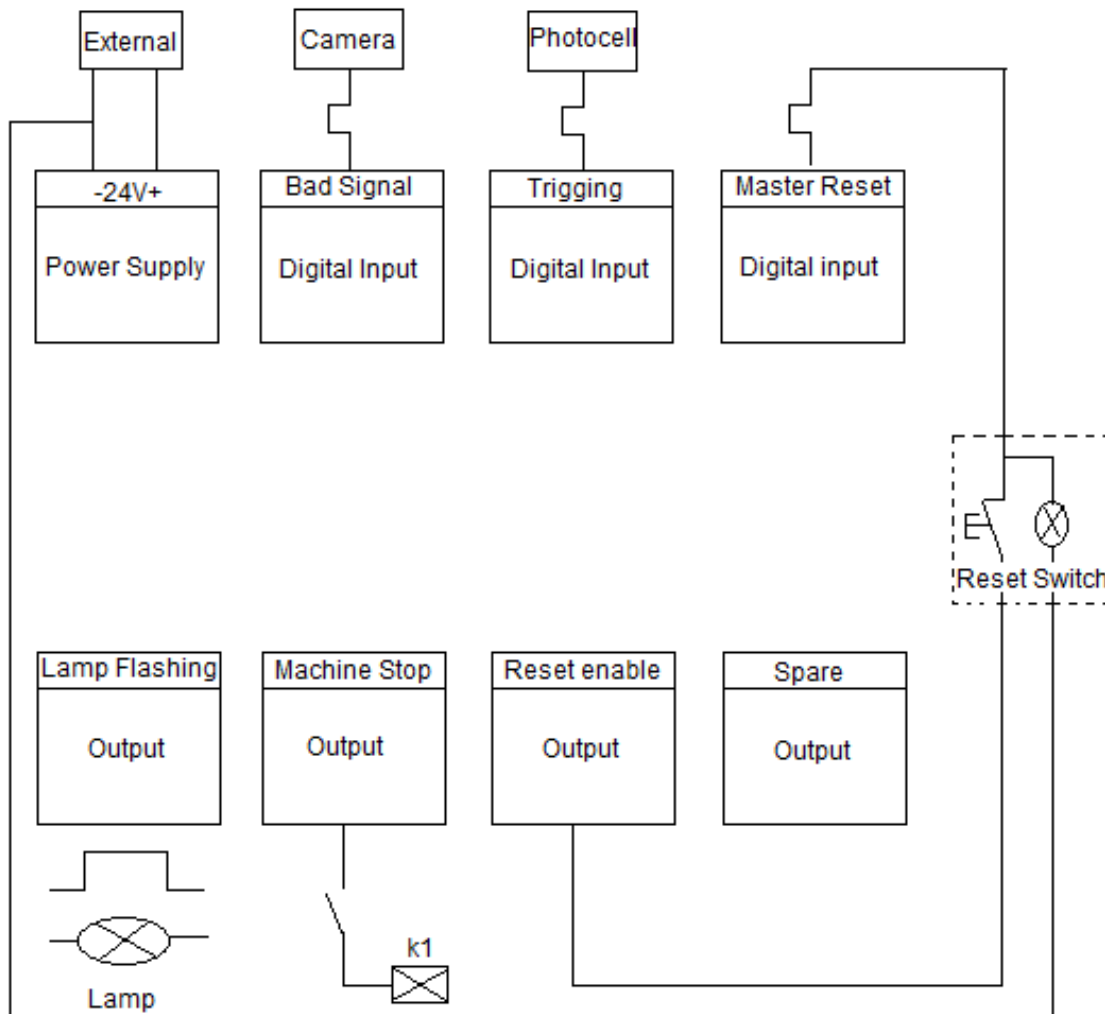 External
Camera
Photocell
-24V+
Bad Signal
Trigging
Master Reset
Power Supply
Digital Input
Digital Input
Digital input
Reset Switch
Lamp Flashing
Machine Stop
Reset enable
Spare
Output
Output
Output
Output
k1
Lamp